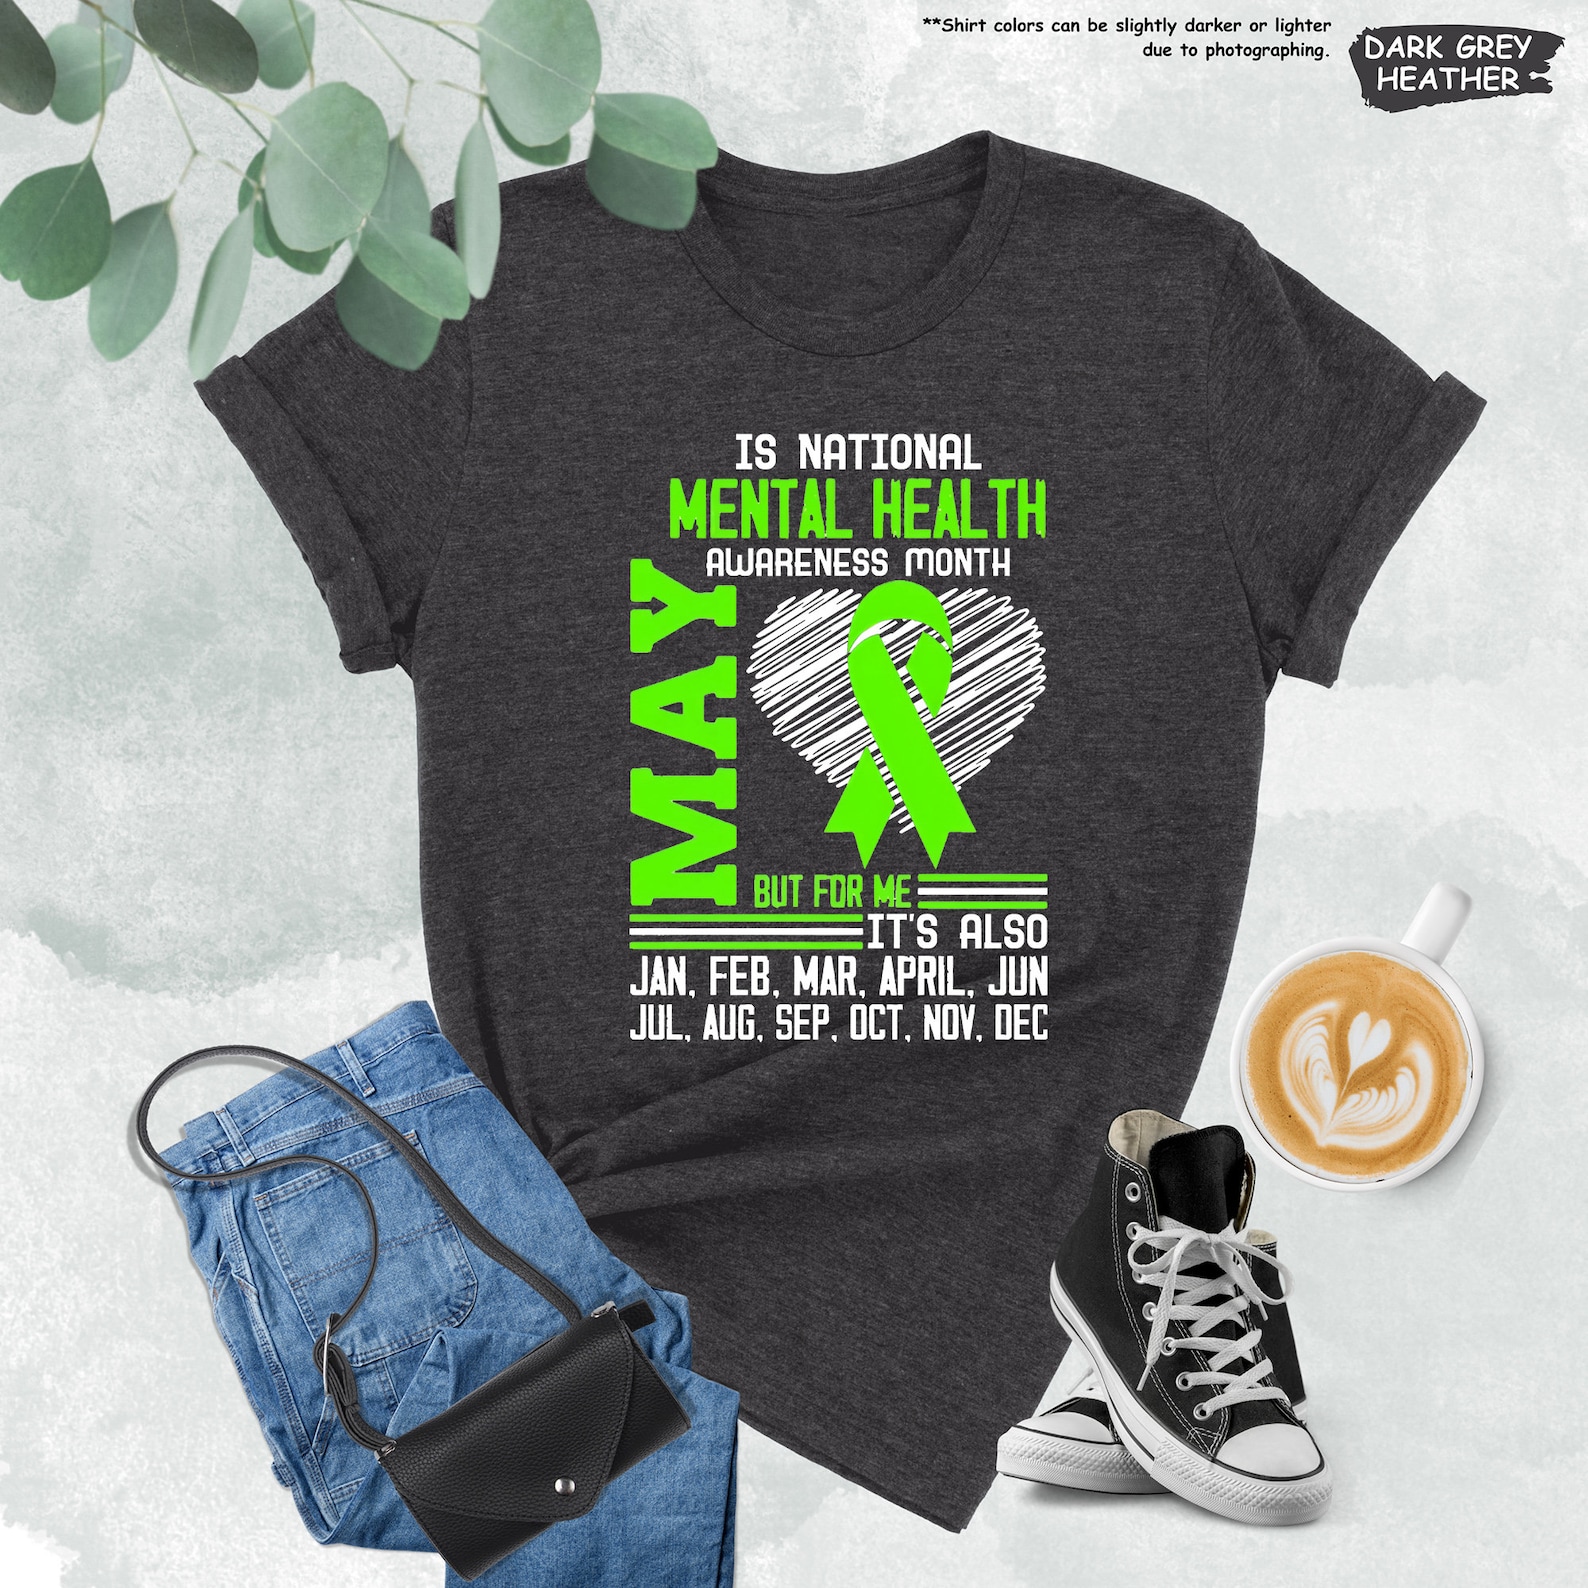 **Shirt colors can be slightly darker or lighter
due to photographing.
DARK GREY
HEATHER
MAY
IS NATIONAL
MENTAL HEALTH
AWARENESS MONTH
BUT FOR ME
IT'S ALSO
JAN, FEB, MAR, APRIL, JUN
JUL, AUG, SEP, OCT, NOV, DEC